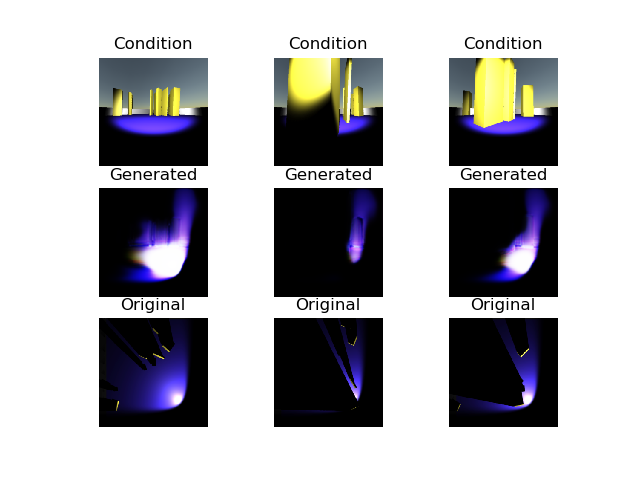 Condition Condition Condition
Generated Generated Generated
Original Original Original